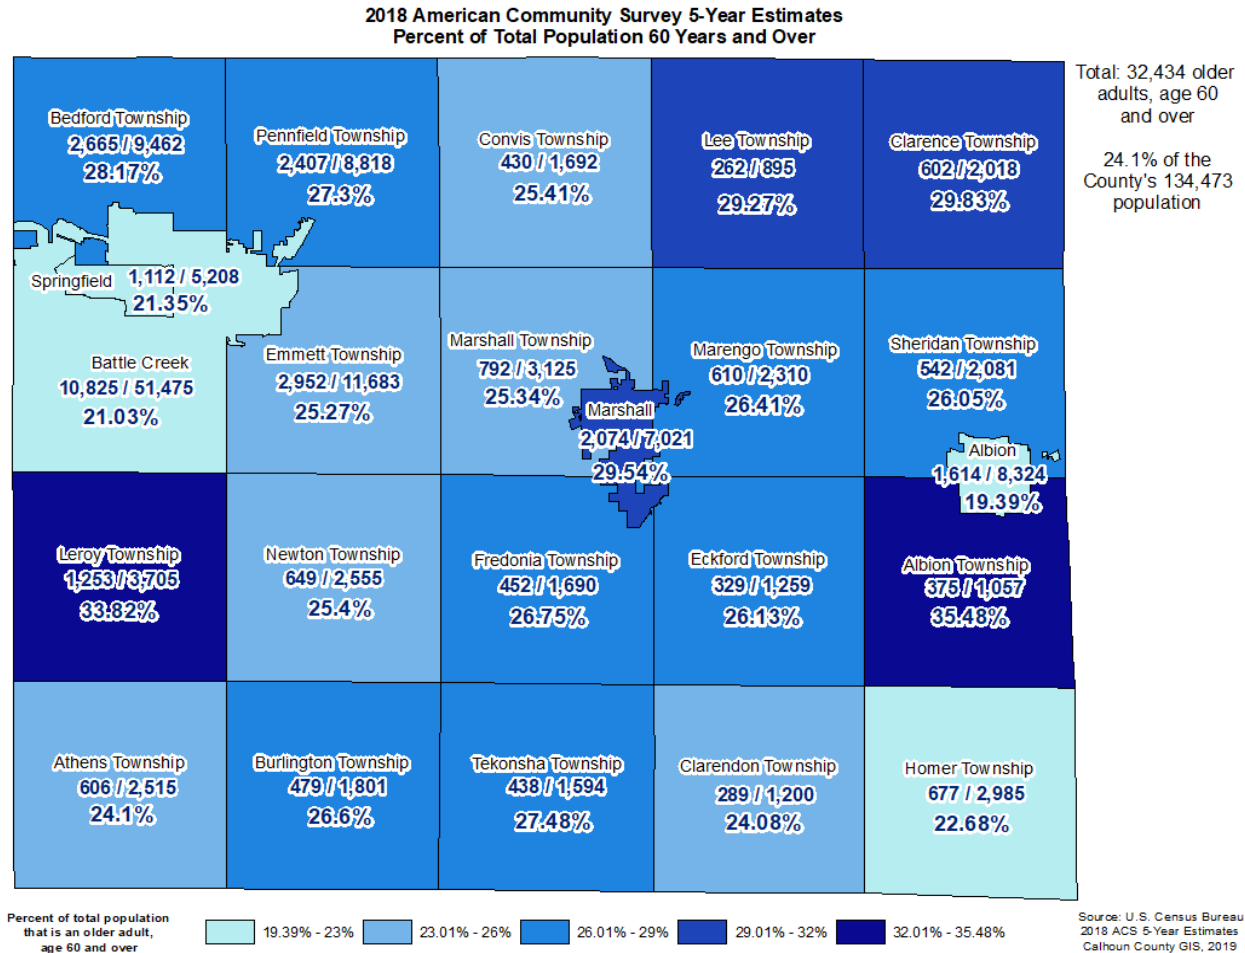 2018 American Community Survey 5-Year Estimates
Percent of Total Population 60 Years and Over
Total: 32,434 older
adults, age 60
and over
24.1% of the
County's 134,473
population
Bedford Township
2,665 / 9,462
28.17%
Pennfield Township
2,407 / 8,818
27.3%
Convis Township
430 / 1,692
25.41%
Lee Township
262 / 895
29.27%
Clarence Township
602 / 2,018
29.83%
Springfield
1,112 / 5,208
21.35%
Battle Creek
10,825 / 51,475
21.03%
Emmett Township
2,952 / 11,683
25.27%
Marshall Township
792 / 3,125
25.34%
Marshall
2,074 / 7,021
29.54%
Marengo Township
610 / 2,310
26.41%
Sheridan Township
542 / 2,081
26.05%
Albion
1,614 / 8,324
19.39%
Leroy Township
1,253 / 3,705
33.82%
Newton Township
649 / 2,555
25.4%
Fredonia Township
452 / 1,690
26.75%
Eckford Township
329 / 1,259
26.13%
Albion Township
375 / 1,057
35.48%
Athens Township
606 / 2,515
24.1%
Burlington Township
479 / 1,801
26.6%
Tekonsha Township
438 / 1,594
27.48%
Clarendon Township
289 / 1,200
24.08%
Homer Township
677 / 2,985
22.68%
Percent of total population
that is an older adult,
age 60 and over
19.39% - 23%
23.01% - 26%
26.01% - 29%
29.01% - 32%
32.01% - 35.48%
Source: U.S. Census Bureau
2018 ACS 5-Year Estimates
Calhoun County GIS, 2019